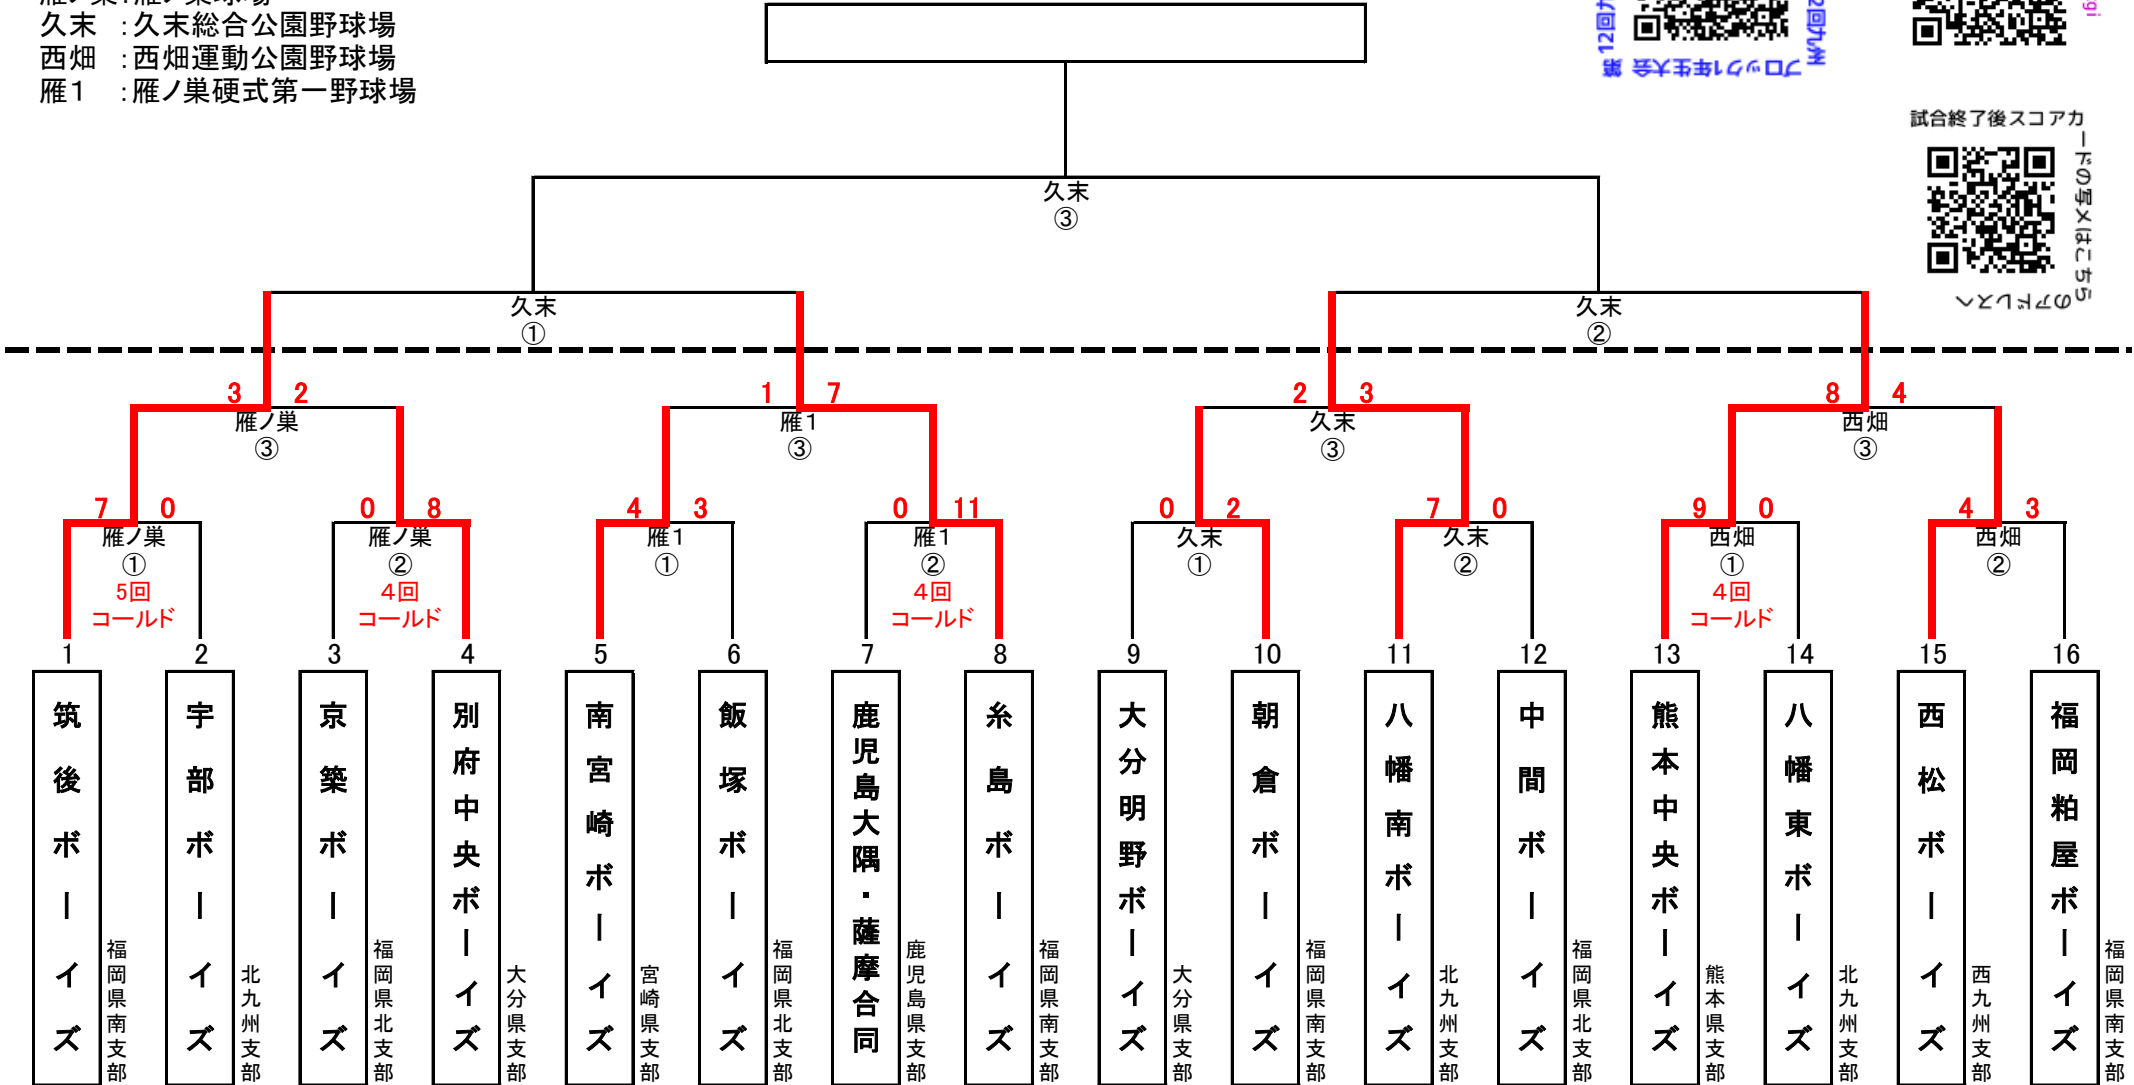 久末 ：久末総合公園野球場
西畑 ：西畑運動公園野球場
雁1 ：雁ノ巣硬式第一野球場
ブロック1年生大会
試合終了後スコアカードの写メはこちらのアドレスへ
久末
③
久末
①
久末
②
3 2
雁ノ巣
③
1 7
雁1
③
2 3
久末
③
8 4
西畑
③
7 0
雁ノ巣
①
5回
コールド
0 8
雁ノ巣
②
4回
コールド
4 3
雁1
①
0 11
雁1
②
4回
コールド
0 2
久末
①
7 0
久末
②
9 0
西畑
①
4回
コールド
4 3
西畑
②
1
筑後ボーイズ
福岡県南支部
2
宇部ボーイズ
北九州支部
3
京築ボーイズ
福岡県北支部
4
別府中央ボーイズ
大分県支部
5
南宮崎ボーイズ
宮崎県支部
6
飯塚ボーイズ
福岡県北支部
7
鹿児島大隅・薩摩合同
鹿児島県支部
8
糸島ボーイズ
福岡県南支部
9
大分明野ボーイズ
大分県支部
10
朝倉ボーイズ
福岡県南支部
11
八幡南ボーイズ
北九州支部
12
中間ボーイズ
福岡県北支部
13
熊本中央ボーイズ
熊本県支部
14
八幡東ボーイズ
北九州支部
15
西松ボーイズ
西九州支部
16
福岡粕屋ボーイズ
福岡県南支部